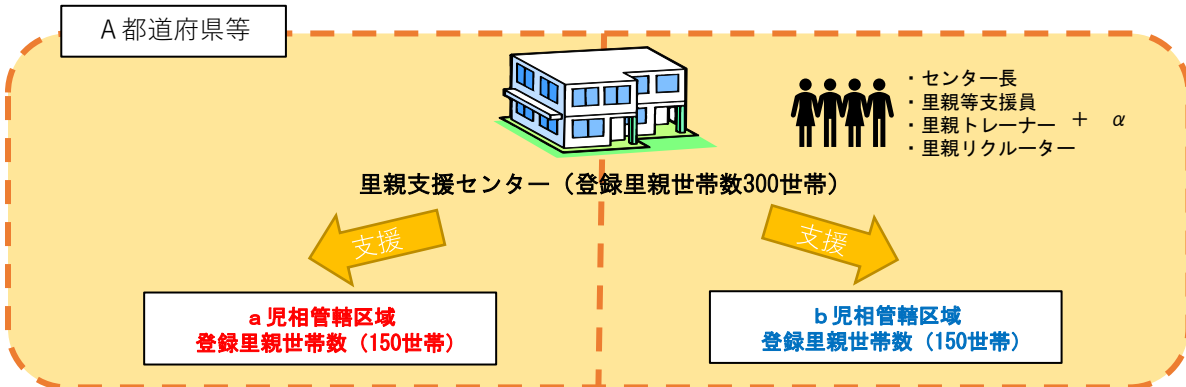 A都道府県等
・センター長
・里親等支援員
・里親トレーナー
・里親リクルーター
＋ α
里親支援センター（登録里親世帯数300世帯）
支援
支援
a児相管轄区域
登録里親世帯数（150世帯）
b児相管轄区域
登録里親世帯数（150世帯）